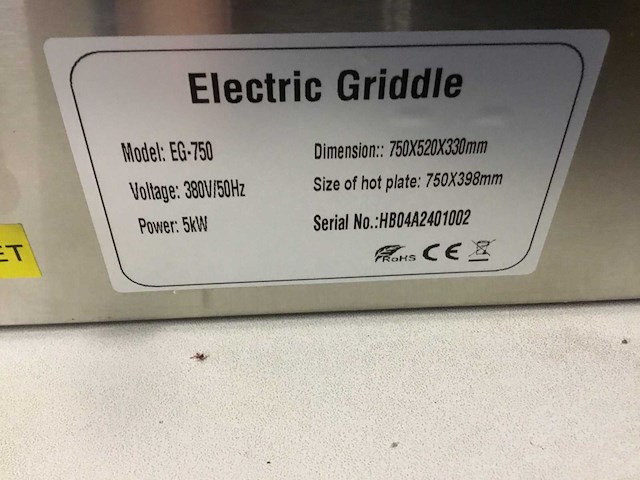 Electric Griddle
Model: EG-750
Voltage: 380V/50Hz
Power: 5kW
Dimension:: 750X520X330mm
Size of hot plate: 750X398mm
Serial No.:HB04A2401002
RoHS CE
ET